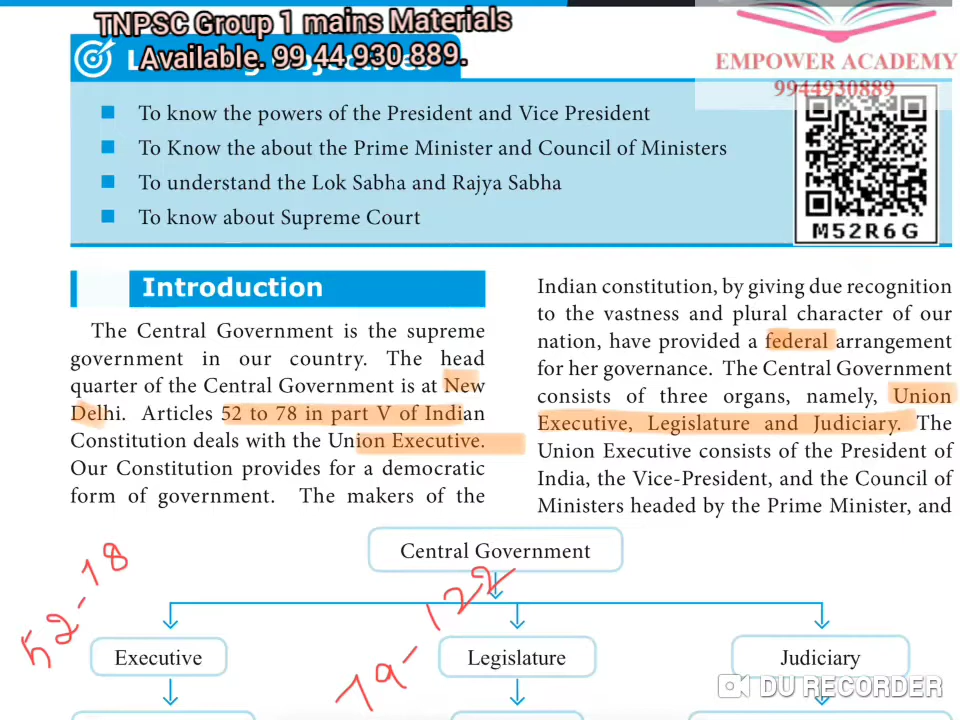 TNPSC Group 1 mains Materials
Available. 99 44 930 889.
EMPOWER ACADEMY
9944930889
To know the powers of the President and Vice President
To Know the about the Prime Minister and Council of Ministers
To understand the Lok Sabha and Rajya Sabha
To know about Supreme Court
M52R6G
Introduction
The Central Government is the supreme
government in our country. The head
quarter of the Central Government is at New
Delhi. Articles 52 to 78 in part V of Indian
Constitution deals with the Union Executive.
Our Constitution provides for a democratic
form of government. The makers of the
Indian constitution, by giving due recognition
to the vastness and plural character of our
nation, have provided a federal arrangement
for her governance. The Central Government
consists of three organs, namely, Union
Executive, Legislature and Judiciary. The
Union Executive consists of the President of
India, the Vice-President, and the Council of
Ministers headed by the Prime Minister, and
Central Government
52-78
79-122
Executive
Legislature
Judiciary
DU RECORDER